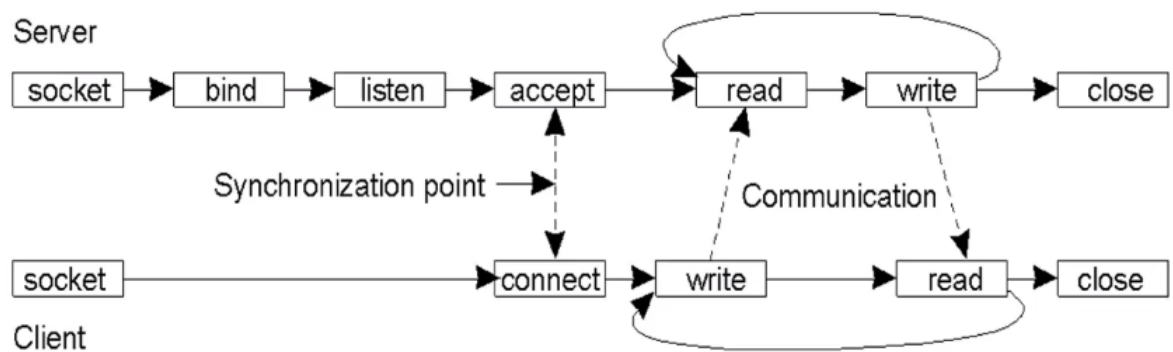 Server
socket bind listen accept read write close
Synchronization point
Communication
socket connect write read close
Client